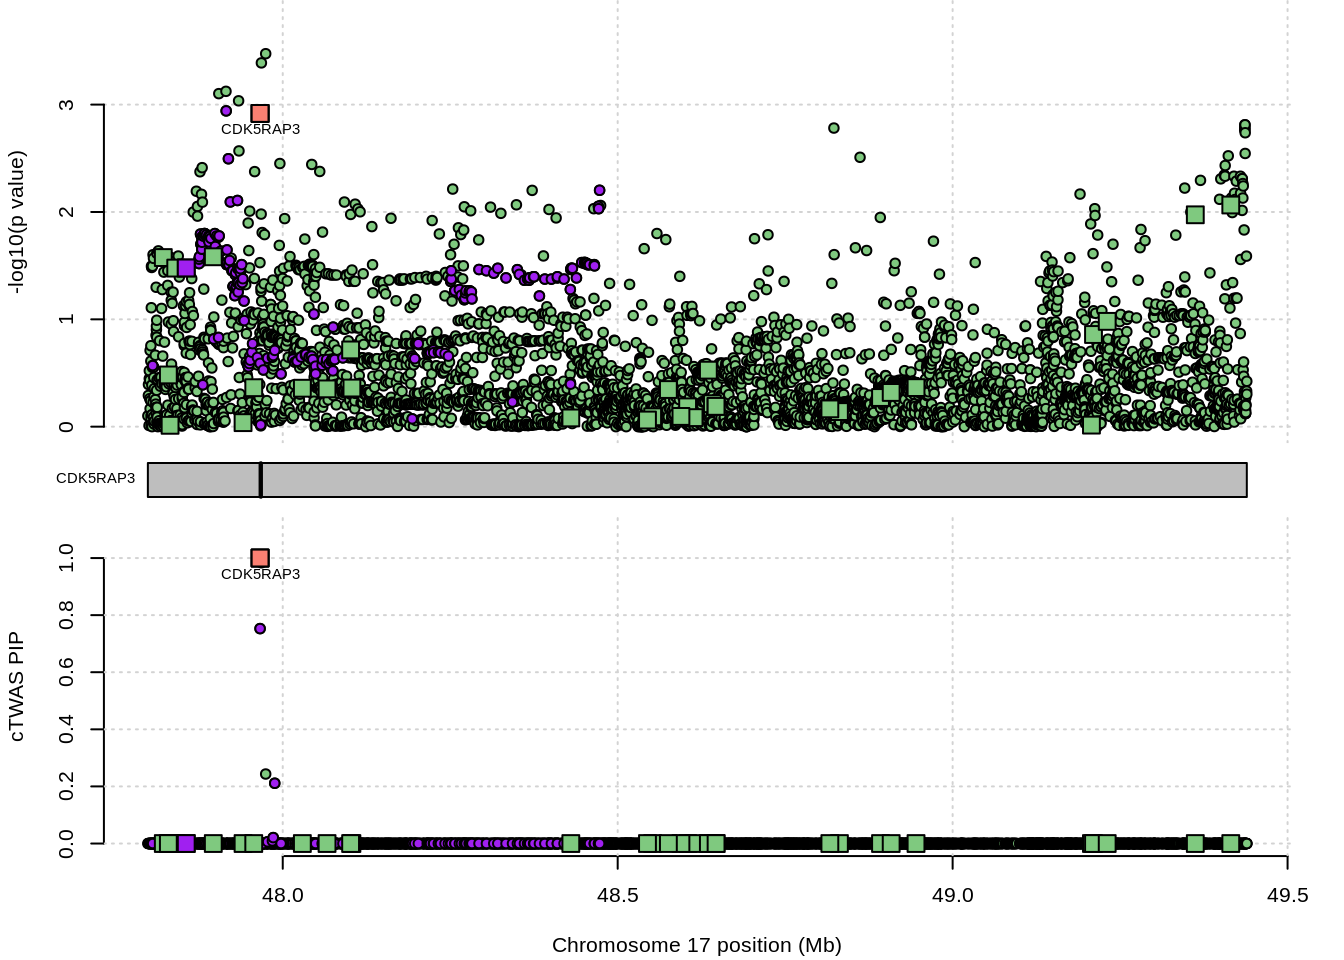 -log10(p value)
3
2
1
0
CDK5RAP3
CDK5RAP3
cTWAS PIP
1.0
0.8
0.6
0.4
0.2
0.0
CDK5RAP3
48.0 48.5 49.0 49.5
Chromosome 17 position (Mb)